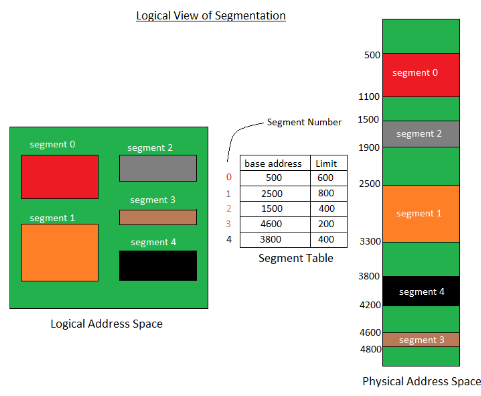 Logical View of Segmentation
segment 0
segment 2
segment 3
segment 1
segment 4
Logical Address Space
Segment Number
base address Limit
0 500 600
1 2500 800
2 1500 400
3 4600 200
4 3800 400
Segment Table
500
segment 0
1100
1500
segment 2
1900
2500
segment 1
3300
3800
segment 4
4200
4600
segment 3
4800
Physical Address Space